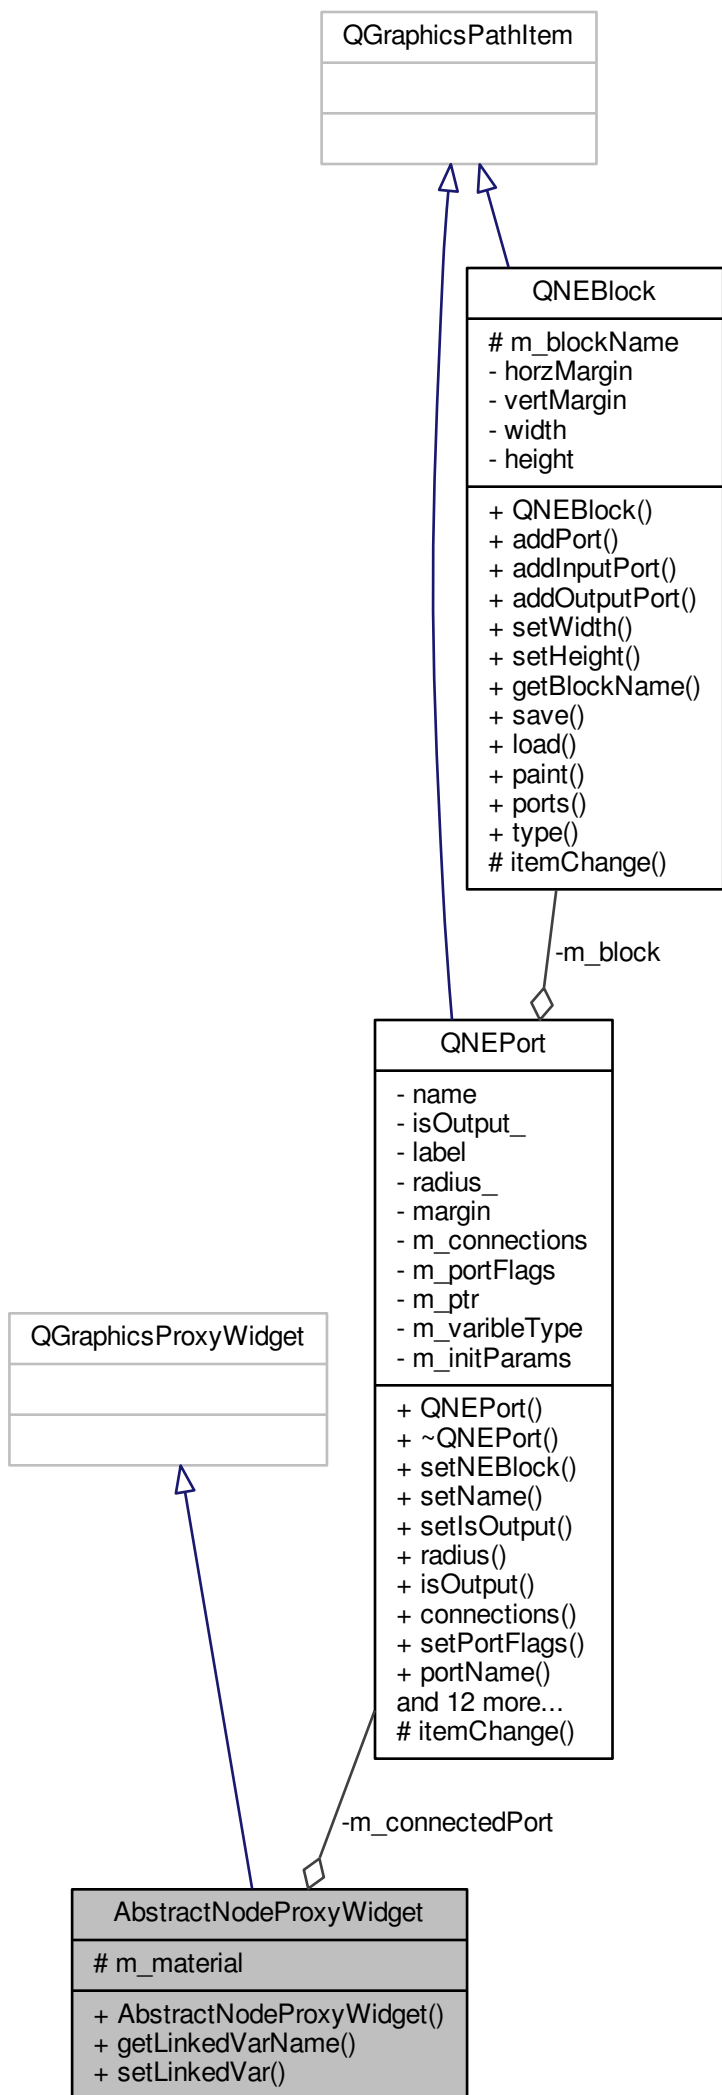 QGraphicsPathItem
QNEBlock
# m_blockName
- horzMargin
- vertMargin
- width
- height
+ QNEBlock()
+ addPort()
+ addInputPort()
+ addOutputPort()
+ setWidth()
+ setHeight()
+ getBlockName()
+ save()
+ load()
+ paint()
+ ports()
+ type()
# itemChange()
-m_block
QNEPort
- name
- isOutput_
- label
- radius_
- margin
- m_connections
- m_portFlags
- m_ptr
- m_varibleType
- m_initParams
+ QNEPort()
+ ~QNEPort()
+ setNEBlock()
+ setName()
+ setIsOutput()
+ radius()
+ isOutput()
+ connections()
+ setPortFlags()
+ portName()
and 12 more...
# itemChange()
QGraphicsProxyWidget
-m_connectedPort
AbstractNodeProxyWidget
# m_material
+ AbstractNodeProxyWidget()
+ getLinkedVarName()
+ setLinkedVar()